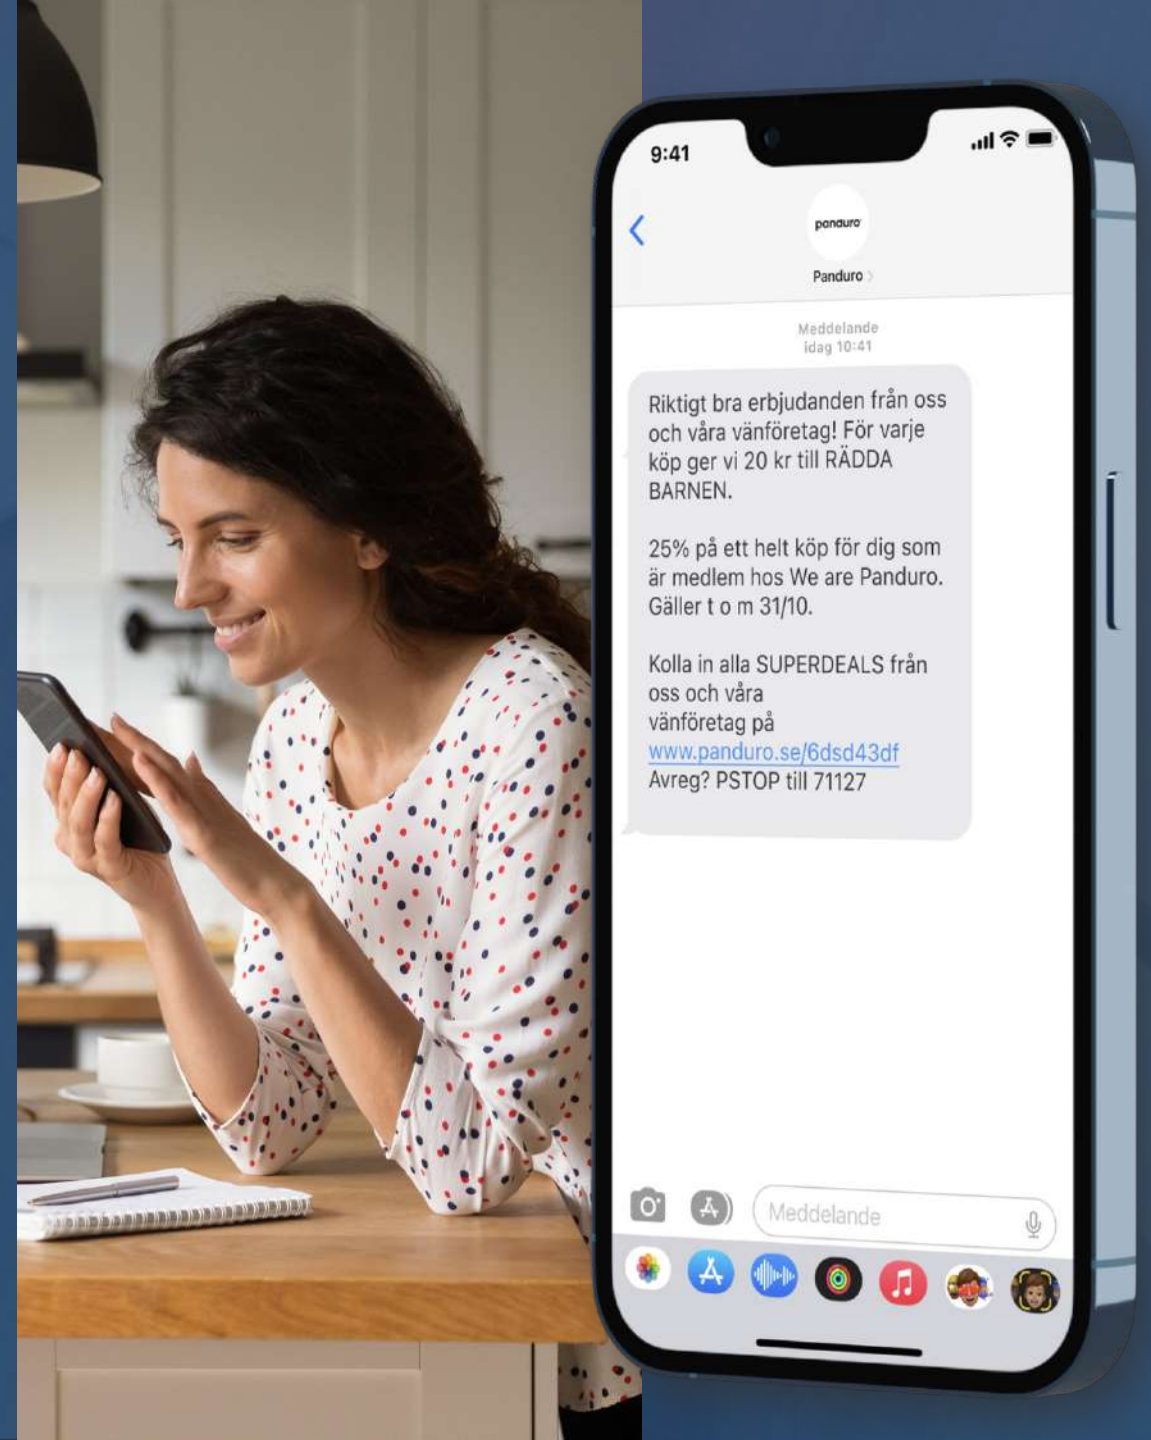 9:41
panduro
Panduro
Meddelande
idag 10:41
Riktigt bra erbjudanden från oss
och våra vänföretag! För varje
köp ger vi 20 kr till RÄDDA
BARNEN.
25% på ett helt köp för dig som
är medlem hos We are Panduro.
Gäller t o m 31/10.
Kolla in alla SUPERDEALS från
oss och våra
vänföretag på
www.panduro.se/6dsd43df
Avreg? PSTOP till 71127
Meddelande